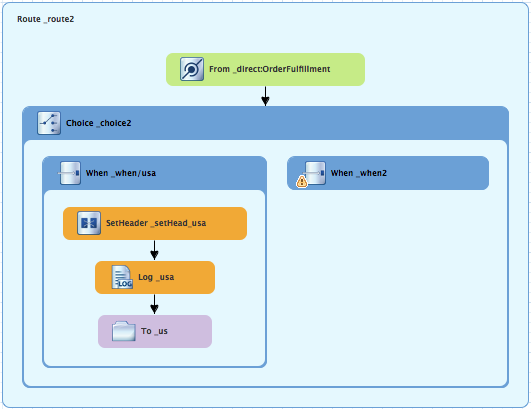 Route _route2
From _direct:OrderFulfillment
Choice _choice2
When _when/usa
When _when2
SetHeader _setHead_usa
LOG
Log _usa
To _us